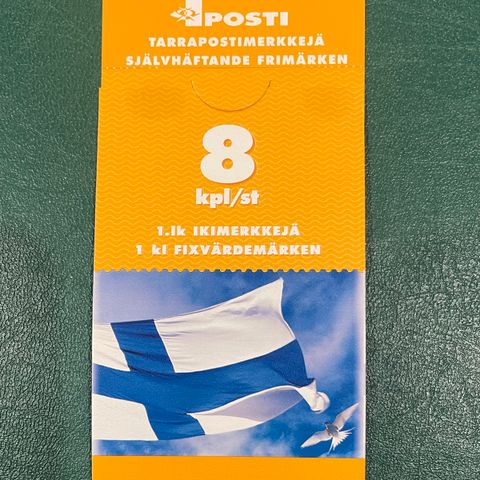 POSTI
TARRAPOSTIMERKKEJÄ
SJÄLVHÄFTANDE FRIMÄRKEN
8
kpl/st
1.lk IKIMERKKEJÄ
1 kl FIXVÄRDEMÄRKEN